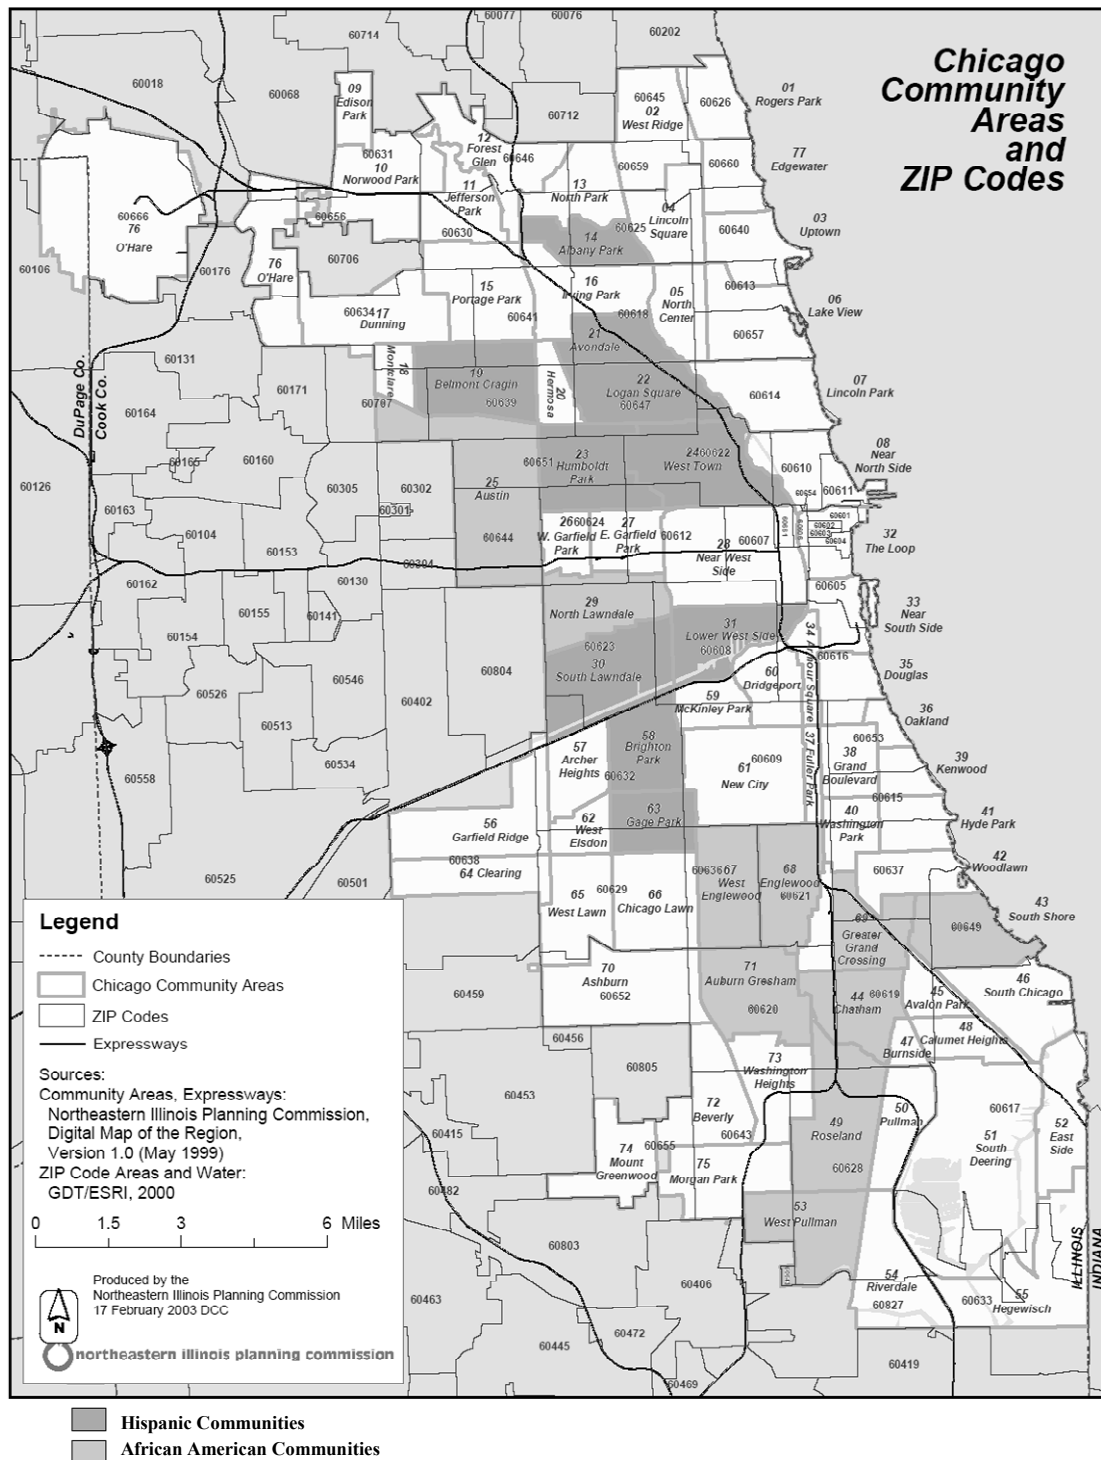 Chicago
Community
Areas
and
ZIP Codes
60077
60076
60714
60202
60018
60068
09
Edison
Park
60712
60645
02
West Ridge
60626
01
Rogers Park
12
Forest
Glen
60646
60631
10
Norwood Park
60659
60660
77
Edgewater
11
Jefferson
Park
13
North Park
04
Lincoln
Square
60666
76
O'Hare
60656
60630
60625
60640
03
Uptown
14
Albany Park
60106
60176
76
O'Hare
60706
15
Portage Park
16
Irving Park
05
North
Center
60613
06
Lake View
60634
17
Dunning
60641
60618
60657
21
Avondale
DuPage Co.
Cook Co.
60131
60171
18
Montclare
19
Belmont Cragin
60639
20
Hermosa
22
Logan Square
60647
60614
07
Lincoln Park
60164
60707
08
Near
North Side
60165
60160
60126
60305
60302
60651
23
Humboldt
Park
24
60622
West Town
60610
60654
60611
25
Austin
60163
60301
60104
60153
60644
26
60624
W. Garfield
Park
27
E. Garfield
Park
60612
28
Near West
Side
60607
60661
60606
60601
60602
60603
60604
32
The Loop
60304
60162
60130
60605
60155
60141
29
North Lawndale
33
Near
South Side
60154
60804
60623
30
South Lawndale
31
Lower West Side
60608
34 Armour Square
60616
35
Douglas
60526
60546
60402
60
Bridgeport
59
McKinley Park
36
Oakland
60513
58
Brighton
Park
57
Archer
Heights
60632
61
New City
60609
37 Fuller Park
60653
38
Grand
Boulevard
39
Kenwood
60534
60558
60615
40
Washington
Park
41
Hyde Park
56
Garfield Ridge
62
West
Elsdon
63
Gage Park
60638
64 Clearing
60525
60501
60636
67
West
Englewood
68
Englewood
60621
60637
42
Woodlawn
65
West Lawn
60629
66
Chicago Lawn
43
South Shore
60649
69
Greater
Grand
Crossing
60459
70
Ashburn
60652
71
Auburn Gresham
60620
44
Chatham
60619
45
Avalon Park
46
South Chicago
48
Calumet Heights
47
Burnside
60456
60805
73
Washington
Heights
60453
72
Beverly
60643
50
Pullman
60617
60415
60655
74
Mount
Greenwood
75
Morgan Park
49
Roseland
60628
51
South
Deering
52
East
Side
60482
53
West Pullman
60803
60463
60406
54
Riverdale
60827
60633
55
Hegewisch
ILLINOIS
INDIANA
60472
60445
60419
60469
Legend
County Boundaries
Chicago Community Areas
ZIP Codes
Expressways
Sources:
Community Areas, Expressways:
Northeastern Illinois Planning Commission,
Digital Map of the Region,
Version 1.0 (May 1999)
ZIP Code Areas and Water:
GDT/ESRI, 2000
0 1.5 3 6 Miles
N
Produced by the
Northeastern Illinois Planning Commission
17 February 2003 DCC
northeastern illinois planning commission
Hispanic Communities
African American Communities